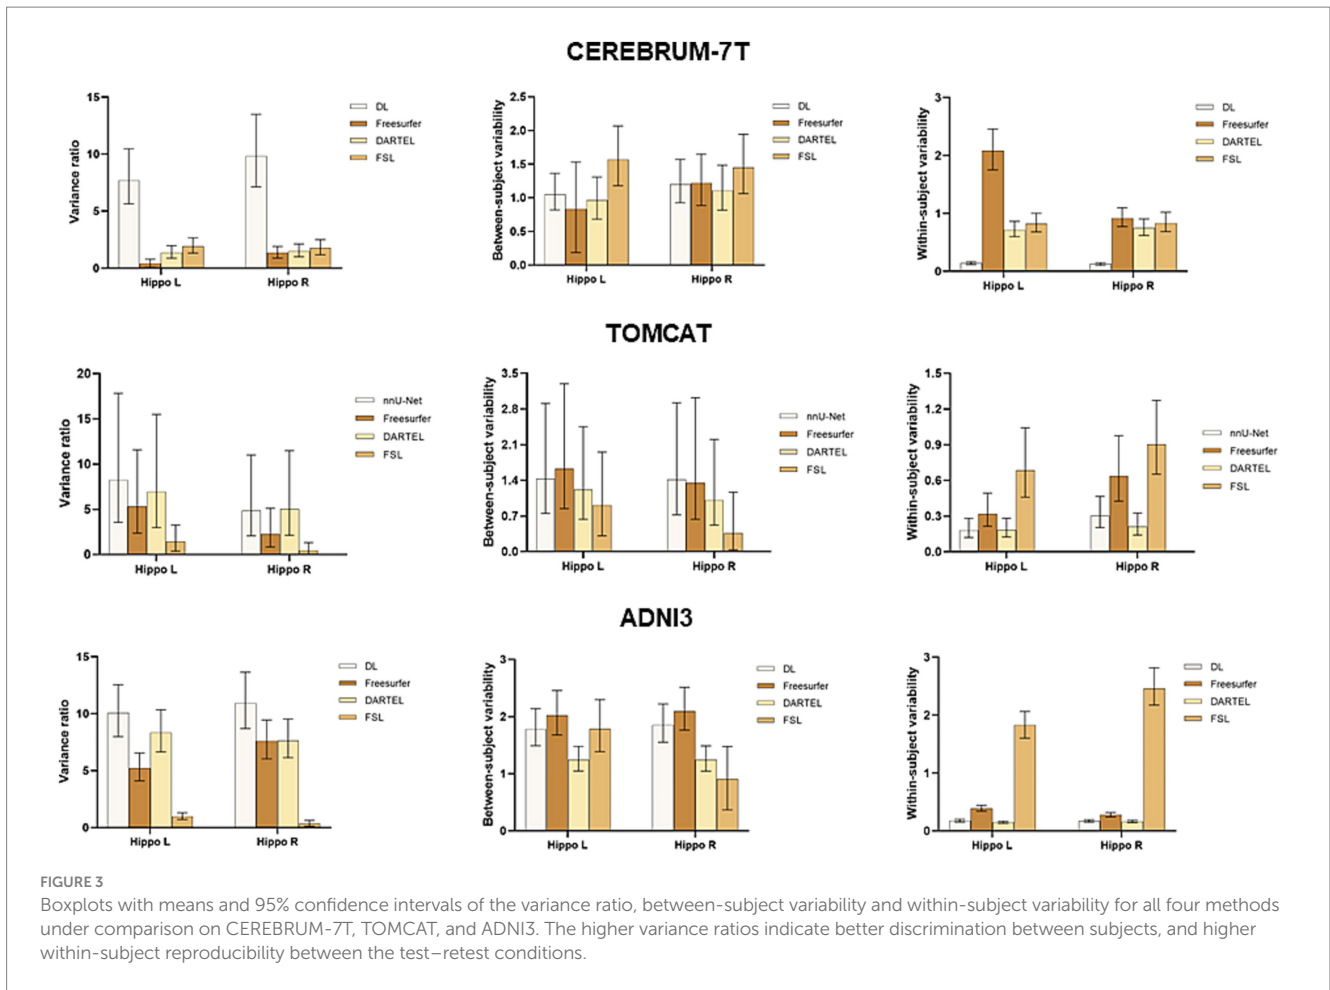 CEREBRUM-7T
Variance ratio
15
10
5
0
Hippo L
Hippo R
DL
Freesurfer
DARTEL
FSL
Between-subject variability
2.5
2.0
1.5
1.0
0.5
0.0
Hippo L
Hippo R
DL
Freesurfer
DARTEL
FSL
Within-subject variability
3
2
1
0
Hippo L
Hippo R
DL
Freesurfer
DARTEL
FSL
TOMCAT
Variance ratio
20
15
10
5
0
Hippo L
Hippo R
nnU-Net
Freesurfer
DARTEL
FSL
Between-subject variability
3.5
2.8
2.1
1.4
0.7
0.0
Hippo L
Hippo R
nnU-Net
Freesurfer
DARTEL
FSL
Within-subject variability
1.5
1.2
0.9
0.6
0.3
0.0
Hippo L
Hippo R
nnU-Net
Freesurfer
DARTEL
FSL
ADNI3
Variance ratio
15
10
5
0
Hippo L
Hippo R
DL
Freesurfer
DARTEL
FSL
Between-subject variability
3
2
1
0
Hippo L
Hippo R
DL
Freesurfer
DARTEL
FSL
Within-subject variability
3
2
1
0
Hippo L
Hippo R
DL
Freesurfer
DARTEL
FSL
FIGURE 3
Boxplots with means and 95% confidence intervals of the variance ratio, between-subject variability and within-subject variability for all four methods
under comparison on CEREBRUM-7T, TOMCAT, and ADNI3. The higher variance ratios indicate better discrimination between subjects, and higher
within-subject reproducibility between the test–retest conditions.